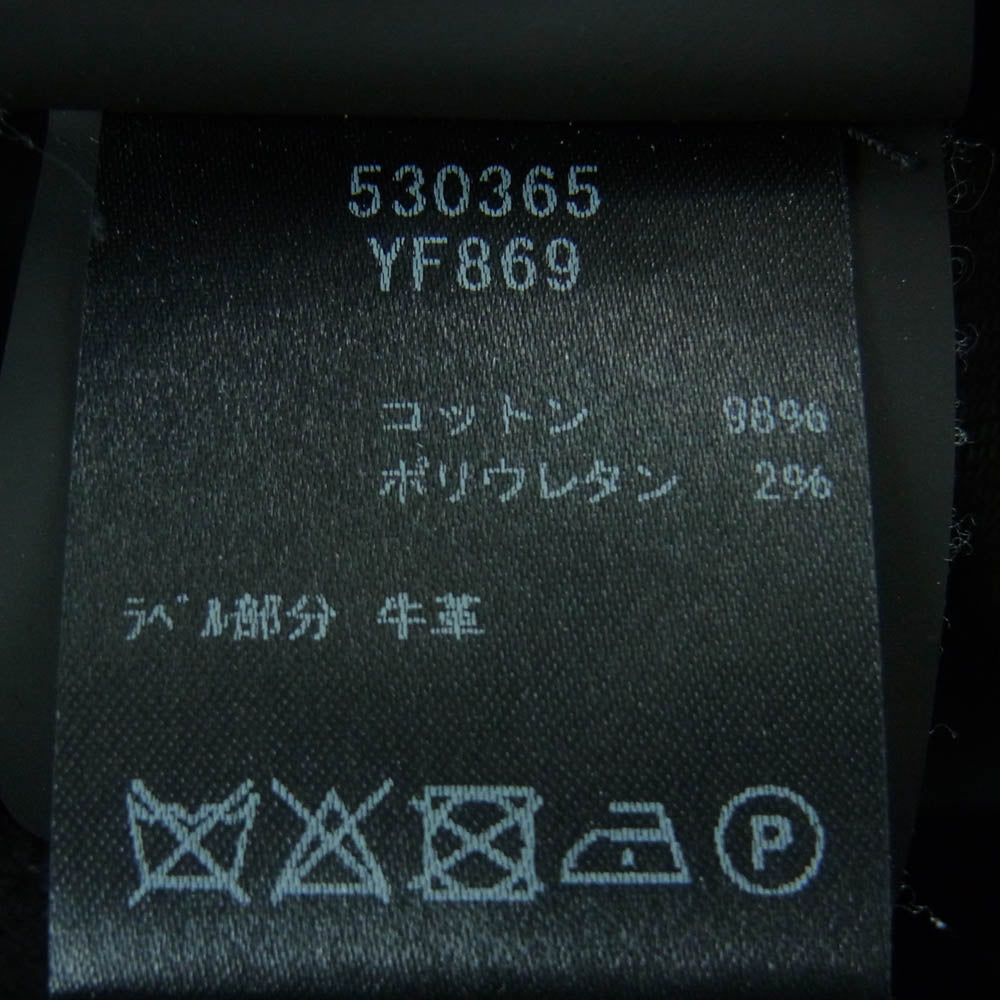 530365
YF869
コットン 98%
ポリウレタン 2%
ﾗﾍﾞﾙ部分 牛革
P